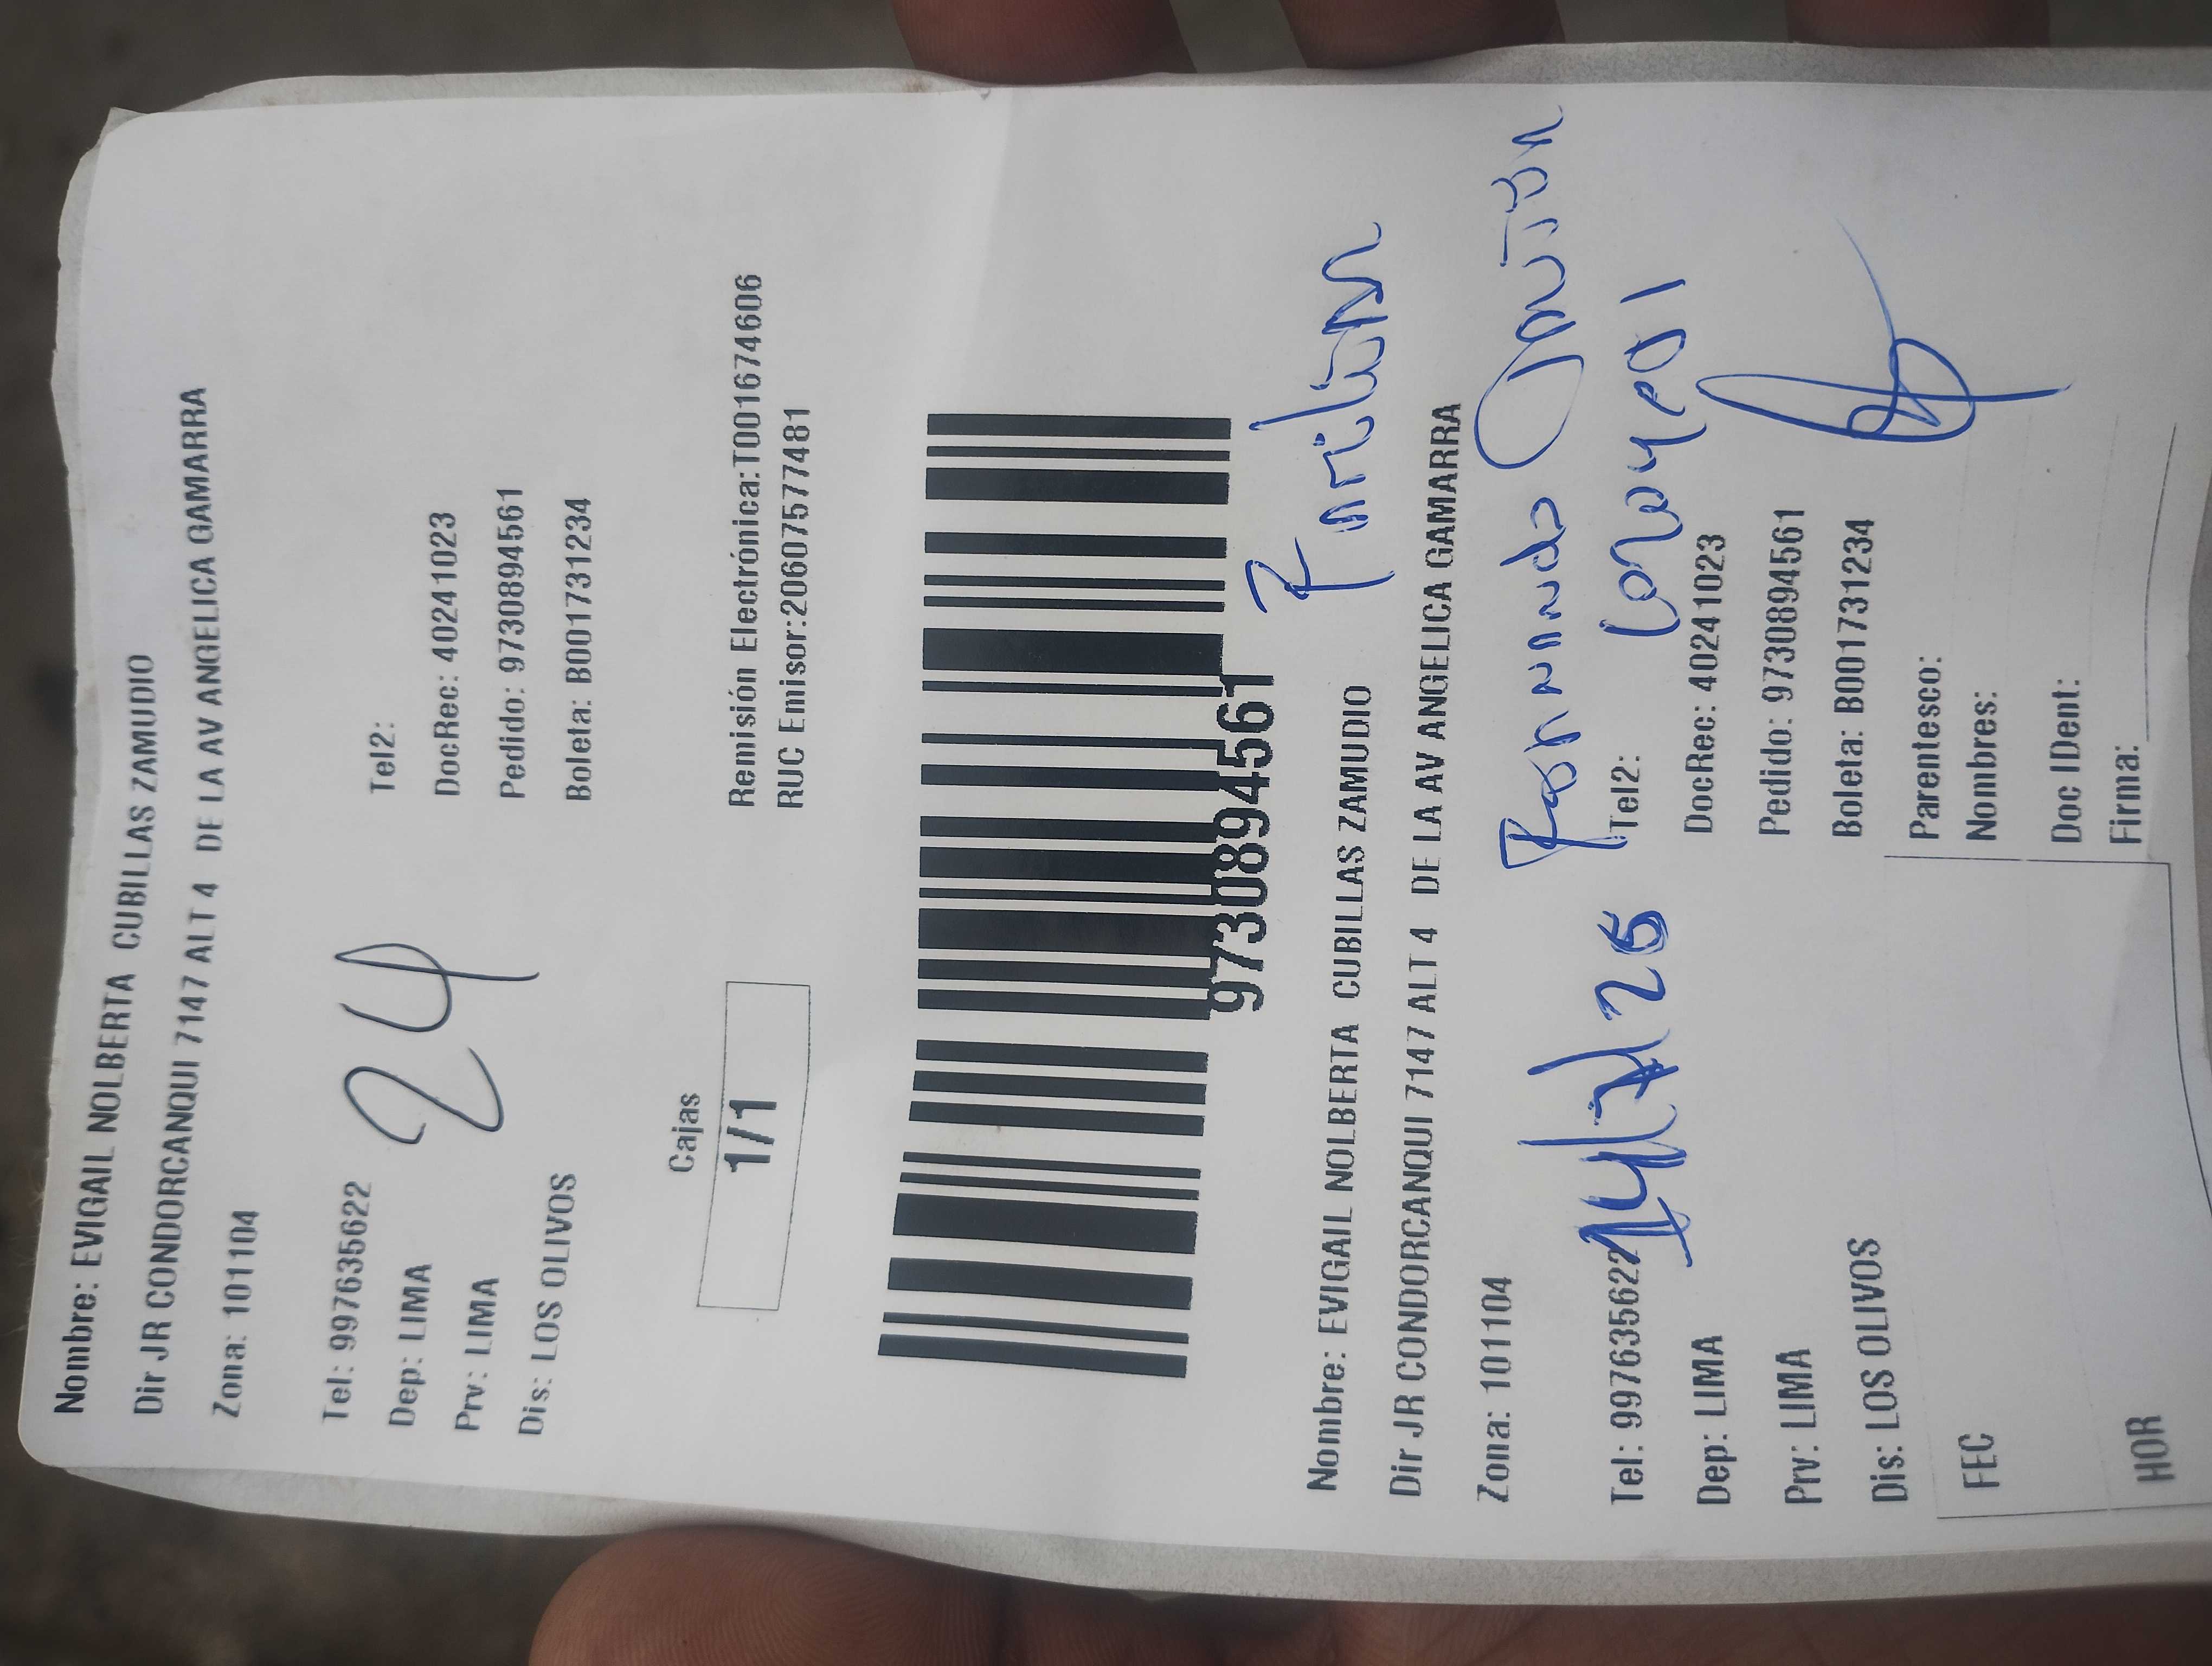 Nombre: EVIGAIL NOLBERTA CUBILLAS ZAMUDIO
Dir JR CONDORCANQUI 7147 ALT 4 DE LA AV ANGELICA GAMARRA
Zona: 101104
Tel: 997635622
Tel2:
Dep: LIMA
DocRec: 40241023
Prv: LIMA
Pedido: 9730894561
Dis: LOS OLIVOS
Boleta: B001731234
24
Cajas
1/1
Remisión Electrónica:T001674606
RUC Emisor:20607577481
9730894561
Familiar
Nombre: EVIGAIL NOLBERTA CUBILLAS ZAMUDIO
Dir JR CONDORCANQUI 7147 ALT 4 DE LA AV ANGELICA GAMARRA
Zona: 101104
Fernando
Tel: 997635622
Tel2:
Dep: LIMA
DocRec: 40241023
Prv: LIMA
Pedido: 9730894561
Dis: LOS OLIVOS
Boleta: B001731234
FEC
Parentesco:
Nombres:
HOR
Doc IDent:
Firma: